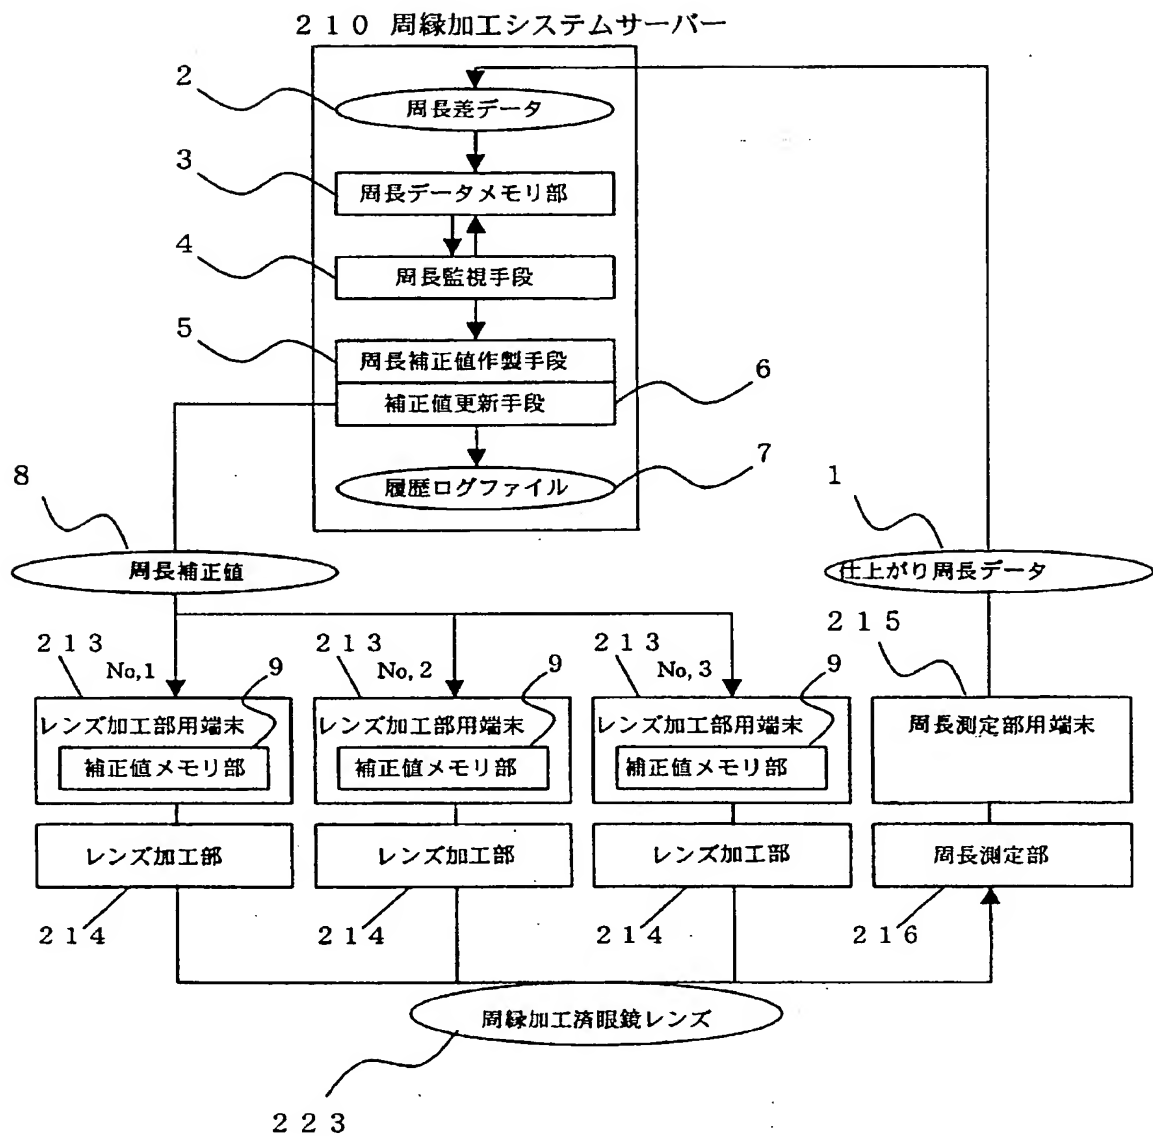 ２１０ 周縁加工システムサーバー
２
周長差データ
３
周長データメモリ部
４
周長監視手段
５
周長補正値作製手段
６
補正値更新手段
７
履歴ログファイル
８
周長補正値
１
仕上がり周長データ
２１３
No,1
９
２１３
No,2
９
２１３
No,3
９
２１５
レンズ加工部用端末
補正値メモリ部
レンズ加工部用端末
補正値メモリ部
レンズ加工部用端末
補正値メモリ部
周長測定部用端末
レンズ加工部
レンズ加工部
レンズ加工部
周長測定部
２１４
２１４
２１４
２１６
周縁加工済眼鏡レンズ
２２３